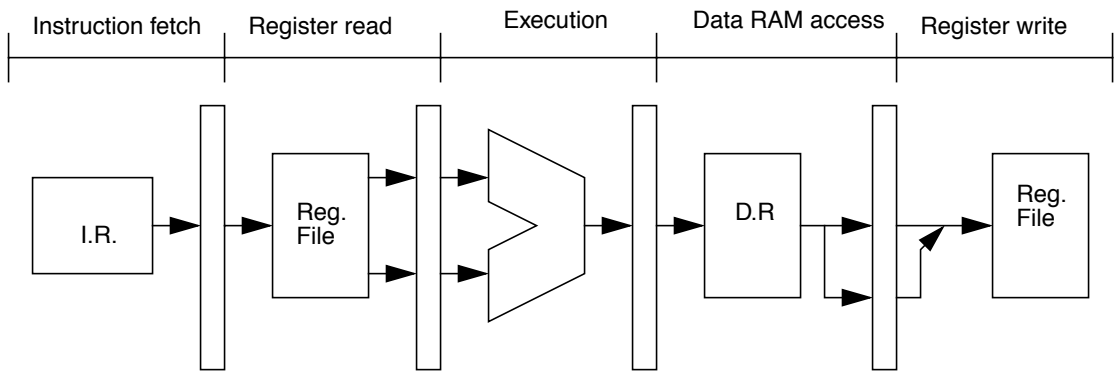 Instruction fetch
Register read
Execution
Data RAM access
Register write
I.R.
Reg.
File
D.R
Reg.
File